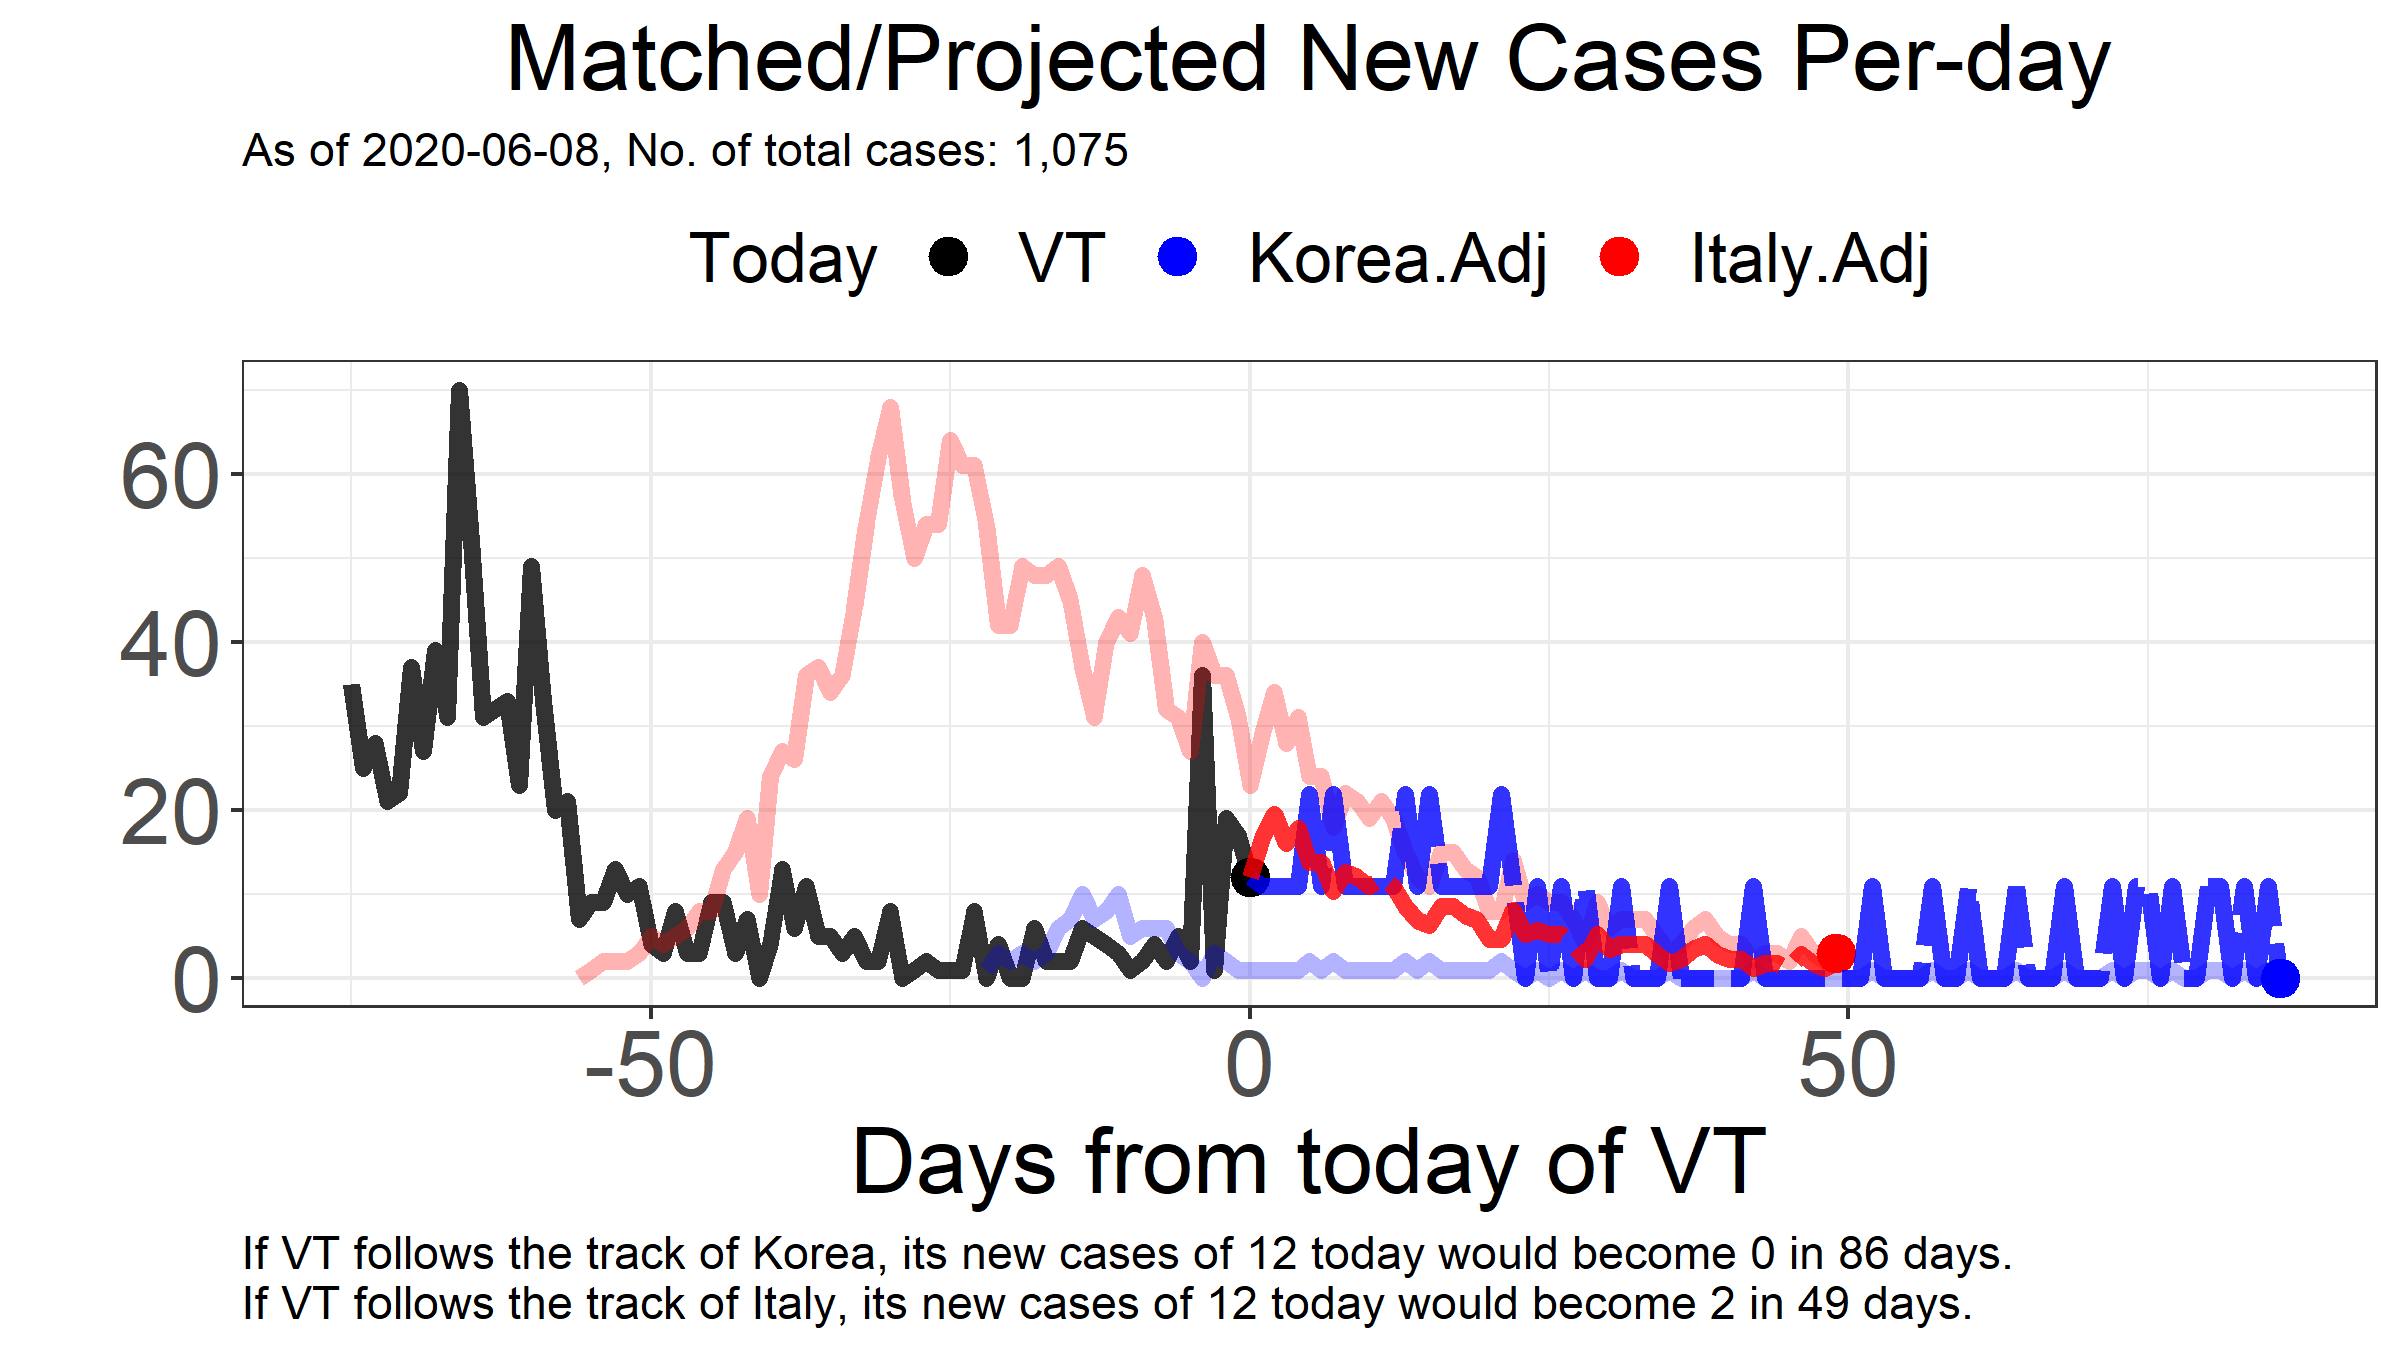 Matched/Projected New Cases Per-day
As of 2020-06-08, No. of total cases: 1,075
Today VT Korea.Adj Italy.Adj
60
40
20
0
-50 0 50
Days from today of VT
If VT follows the track of Korea, its new cases of 12 today would become 0 in 86 days.
If VT follows the track of Italy, its new cases of 12 today would become 2 in 49 days.